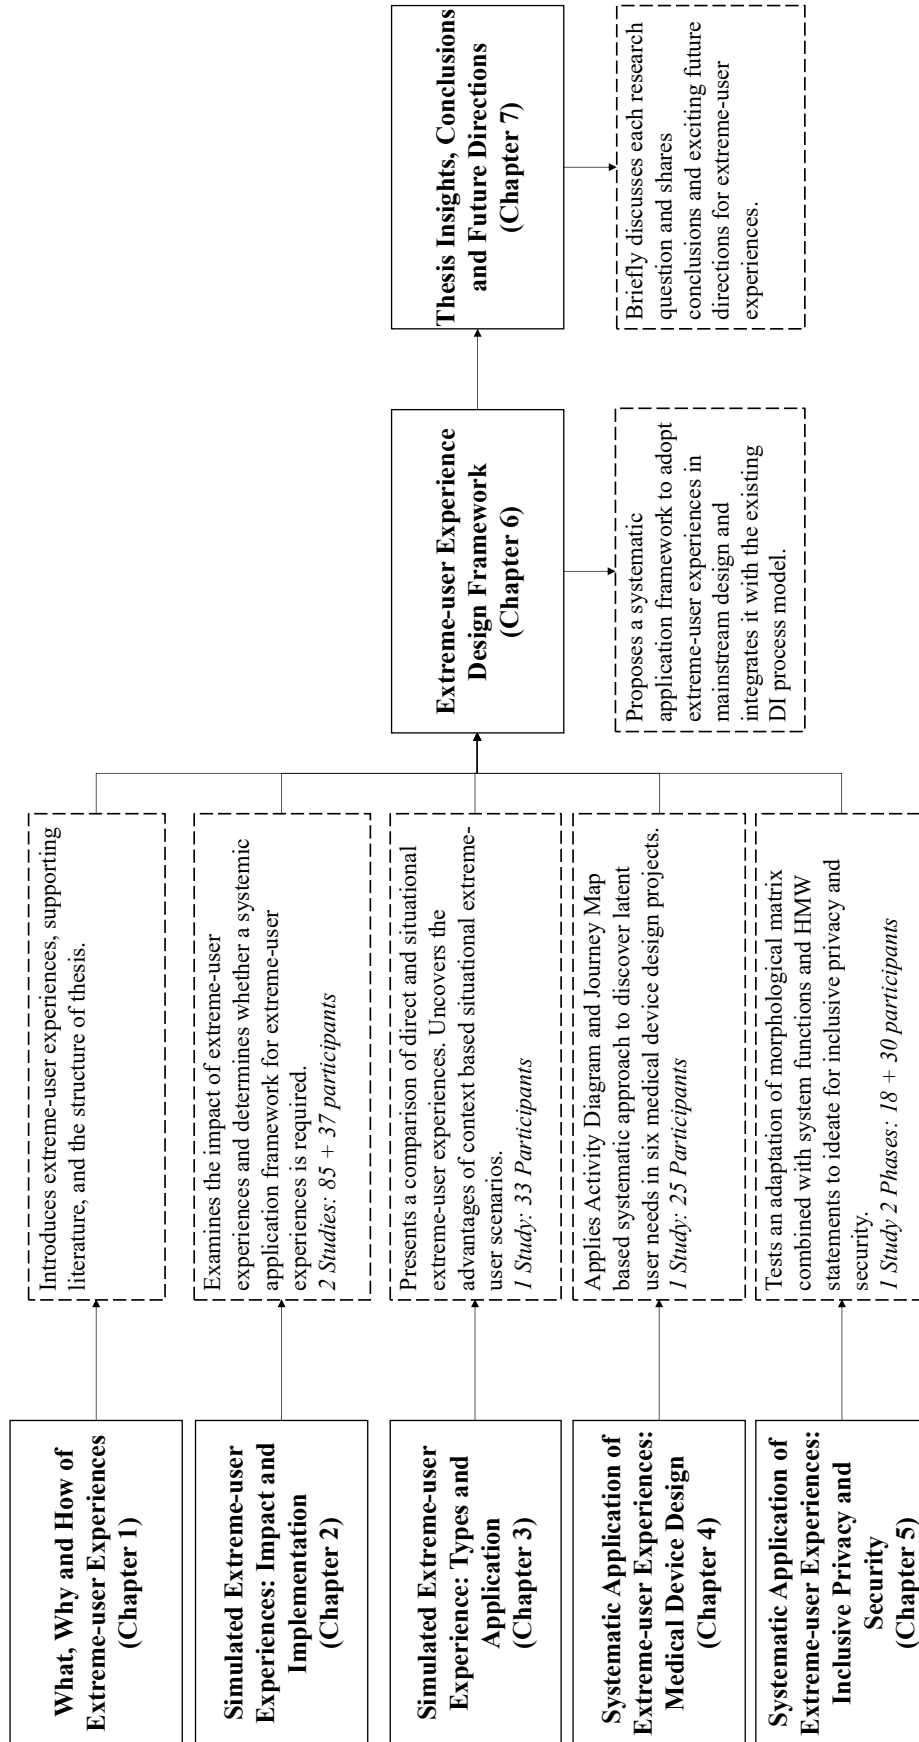 What, Why and How of
Extreme-user Experiences
(Chapter 1)
Introduces extreme-user experiences, supporting
literature, and the structure of thesis.
Simulated Extreme-user
Experiences: Impact and
Implementation
(Chapter 2)
Examines the impact of extreme-user
experiences and determines whether a systemic
application framework for extreme-user
experiences is required.
2 Studies: 85 + 37 participants
Simulated Extreme-user
Experience: Types and
Application
(Chapter 3)
Presents a comparison of direct and situational
extreme-user experiences. Uncovers the
advantages of context based situational extreme-
user scenarios.
1 Study: 33 Participants
Systematic Application of
Extreme-user Experiences:
Medical Device Design
(Chapter 4)
Applies Activity Diagram and Journey Map
based systematic approach to discover latent
user needs in six medical device design projects.
1 Study: 25 Participants
Systematic Application of
Extreme-user Experiences:
Inclusive Privacy and
Security
(Chapter 5)
Tests an adaptation of morphological matrix
combined with system functions and HMW
statements to ideate for inclusive privacy and
security.
1 Study 2 Phases: 18 + 30 participants
Extreme-user Experience
Design Framework
(Chapter 6)
Proposes a systematic
application framework to adopt
extreme-user experiences in
mainstream design and
integrates it with the existing
DI process model.
Thesis Insights, Conclusions
and Future Directions
(Chapter 7)
Briefly discusses each research
question and shares
conclusions and exciting future
directions for extreme-user
experiences.